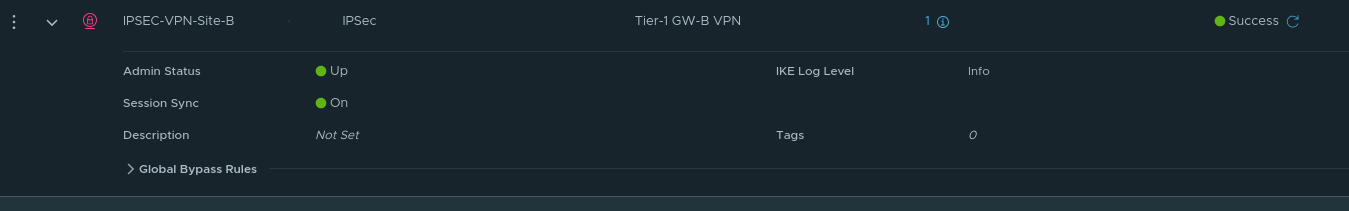 IPSEC-VPN-Site-B IPSec Tier-1 GW-B VPN 1 Success
Admin Status Up IKE Log Level Info
Session Sync On
Description Not Set Tags 0
Global Bypass Rules